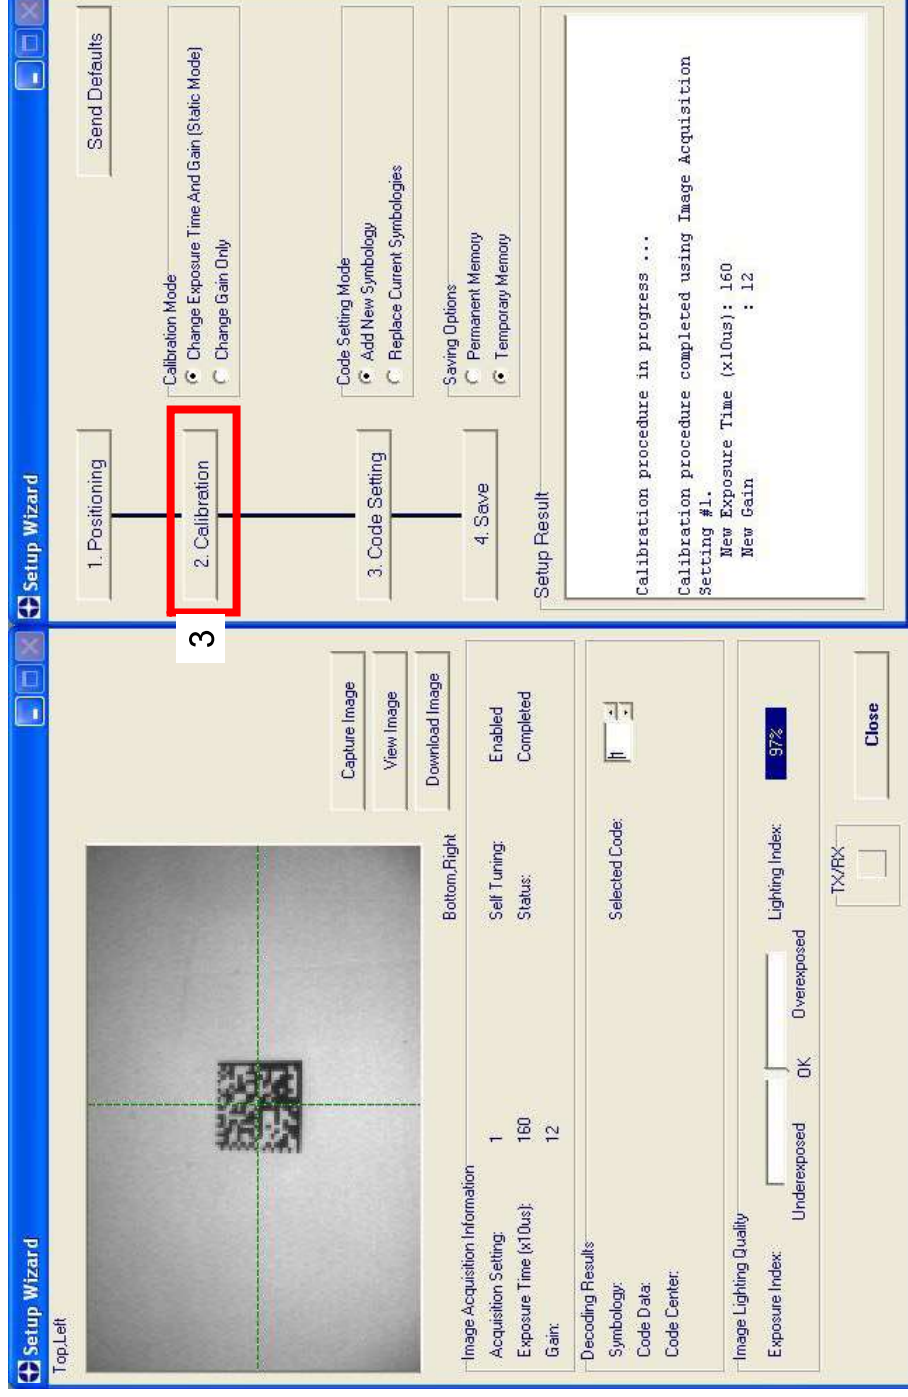 Setup Wizard
Top,Left
Bottom,Right
Capture Image
View Image
Download Image
Image Acquisition Information
Acquisition Setting: 1 Self Tuning: Enabled
Exposure Time (x10us): 160 Status: Completed
Gain: 12
Decoding Results
Symbology: Selected Code:
Code Data:
Code Center:
Image Lighting Quality
Exposure Index: Lighting Index: 97%
Underexposed OK Overexposed
TX/RX
Close
Setup Wizard
1. Positioning
Send Defaults
3
2. Calibration
Calibration Mode
Change Exposure Time And Gain (Static Mode)
Change Gain Only
3. Code Setting
Code Setting Mode
Add New Symbology
Replace Current Symbologies
4. Save
Saving Options
Permanent Memory
Temporary Memory
Setup Result
Calibration procedure in progress ...
Calibration procedure completed using Image Acquisition
Setting #1.
New Exposure Time (x10us): 160
New Gain : 12